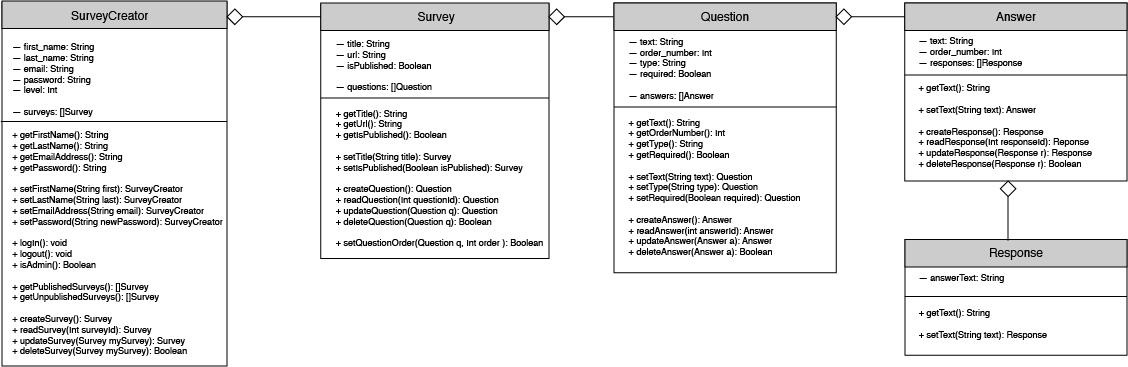 SurveyCreator
— first_name: String
— last_name: String
— email: String
— password: String
— level: Int
— surveys: []Survey
+ getFirstName(): String
+ getLastName(): String
+ getEmailAddress(): String
+ getPassword(): String
+ setFirstName(String first): SurveyCreator
+ setLastName(String last): SurveyCreator
+ setEmailAddress(String email): SurveyCreator
+ setPassword(String newPassword): SurveyCreator
+ login(): void
+ logout(): void
+ isAdmin(): Boolean
+ getPublishedSurveys(): []Survey
+ getUnpublishedSurveys(): []Survey
+ createSurvey(): Survey
+ readSurvey(int surveyId): Survey
+ updateSurvey(Survey mySurvey): Survey
+ deleteSurvey(Survey mySurvey): Boolean
Survey
— title: String
— url: String
— isPublished: Boolean
— questions: []Question
+ getTitle(): String
+ getUrl(): String
+ getIsPublished(): Boolean
+ setTitle(String title): Survey
+ setIsPublished(Boolean isPublished): Survey
+ createQuestion(): Question
+ readQuestion(int questionId): Question
+ updateQuestion(Question q): Question
+ deleteQuestion(Question q): Boolean
+ setQuestionOrder(Question q, int order ): Boolean
Question
— text: String
— order_number: Int
— type: String
— required: Boolean
— answers: []Answer
+ getText(): String
+ getOrderNumber(): Int
+ getType(): String
+ getRequired(): Boolean
+ setText(String text): Question
+ setType(String type): Question
+ setRequired(Boolean required): Question
+ createAnswer(): Answer
+ readAnswer(int answerId): Answer
+ updateAnswer(Answer a): Answer
+ deleteAnswer(Answer a): Boolean
Answer
— text: String
— order_number: Int
— responses: []Response
+ getText(): String
+ setText(String text): Answer
+ createResponse(): Response
+ readResponse(int responseId): Reponse
+ updateResponse(Response r): Reponse
+ deleteResponse(Response r): Boolean
Response
— answerText: String
+ getText(): String
+ setText(String text): Response